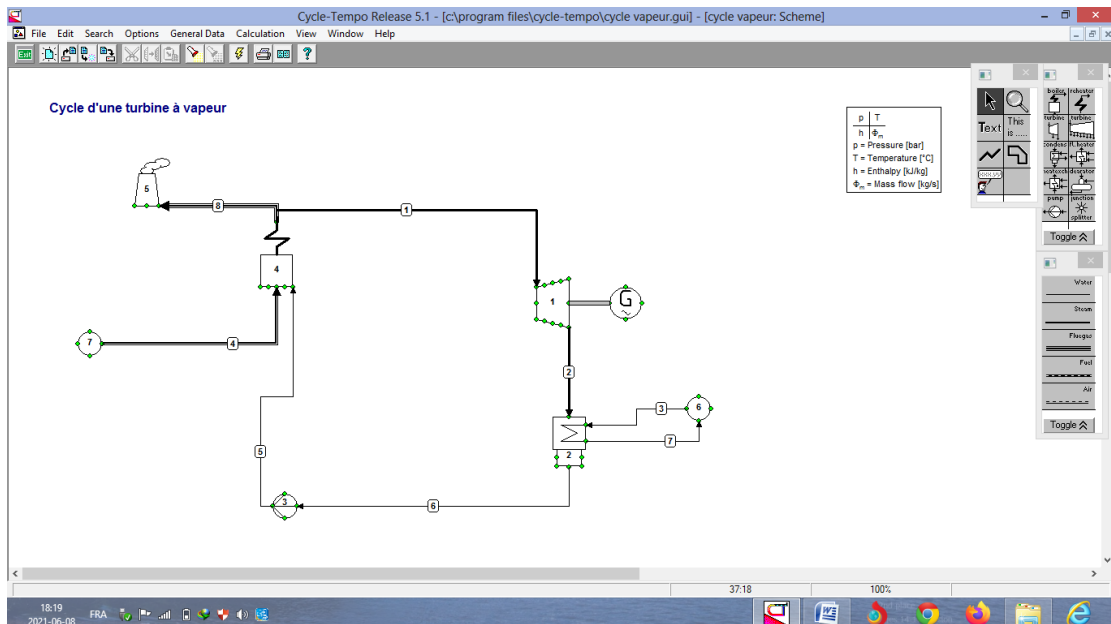 Cycle-Tempo Release 5.1 - [c:\program files\cycle-tempo\cycle vapeur.gui] - [cycle vapeur: Scheme]
File Edit Search Options General Data Calculation View Window Help
Exit
Cycle d'une turbine à vapeur
p T
h Φm
p = Pressure [bar]
T = Temperature [°C]
h = Enthalpy [kJ/kg]
Φm = Mass flow [kg/s]
5
8
1
4
1
G
7
4
2
3
6
7
2
5
3
6
Text
This
is .....
boiler
reheater
turbine turbine
condens
pump
junction
splitter
Toggle
Water
Steam
Fluegas
Fuel
Air
Toggle
37:18
100%
18:19
FRA
2021-06-08